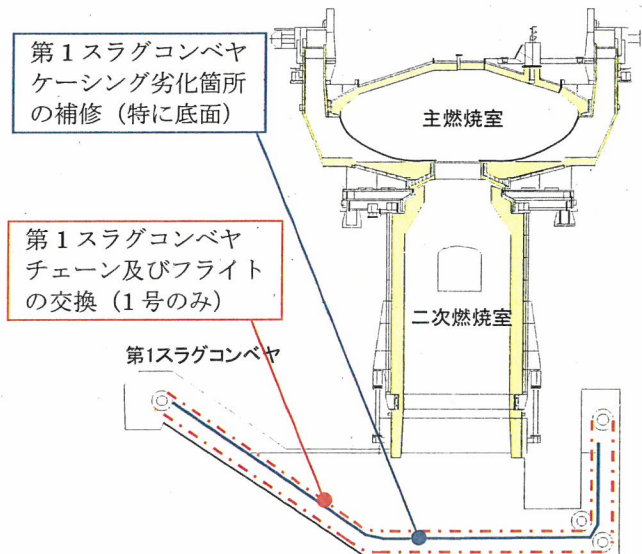 第1スラグコンベヤ
ケーシング劣化箇所
の補修（特に底面）
主燃焼室
第1スラグコンベヤ
チェーン及びフライト
の交換（1号のみ）
二次燃焼室
第1スラグコンベヤ